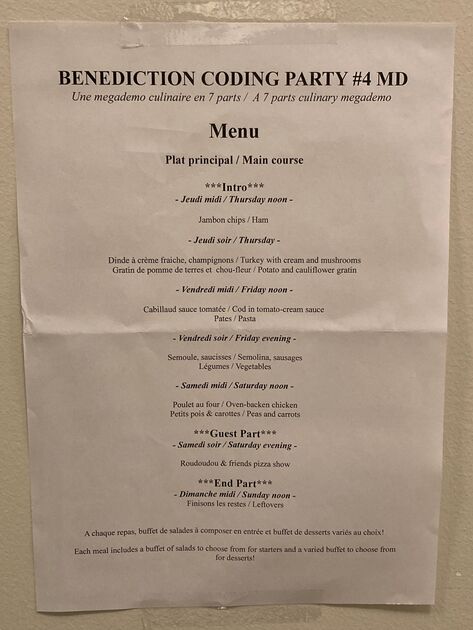 BENEDICTION CODING PARTY #4 MD
Une megademo culinaire en 7 parts / A 7 parts culinary megademo
Menu
Plat principal / Main course
***Intro***
- Jeudi midi / Thursday noon -
Jambon chips / Ham
- Jeudi soir / Thursday -
Dinde à crème fraiche, champignons / Turkey with cream and mushrooms
Gratin de pomme de terres et chou-fleur / Potato and cauliflower gratin
- Vendredi midi / Friday noon -
Cabillaud sauce tomatée / Cod in tomato-cream sauce
Pates / Pasta
- Vendredi soir / Friday evening -
Semoule, saucisses / Semolina, sausages
Légumes / Vegetables
- Samedi midi / Saturday noon -
Poulet au four / Oven-backen chicken
Petits pois & carottes / Peas and carrots
***Guest Part***
- Samedi soir / Saturday evening -
Roudoudou & friends pizza show
***End Part***
- Dimanche midi / Sunday noon -
Finisons les restes / Leftovers
A chaque repas, buffet de salades à composer en entrée et buffet de desserts variés au choix!
Each meal includes a buffet of salads to choose from for starters and a varied buffet to choose from
for desserts!